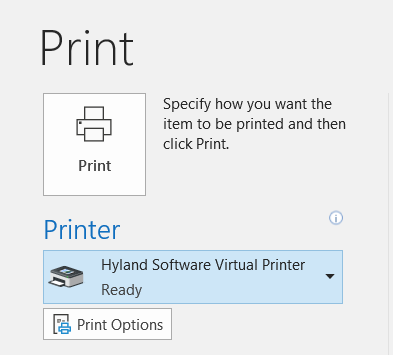 Print
Print
Specify how you want the
item to be printed and then
click Print.
Printer
Hyland Software Virtual Printer
Ready
Print Options